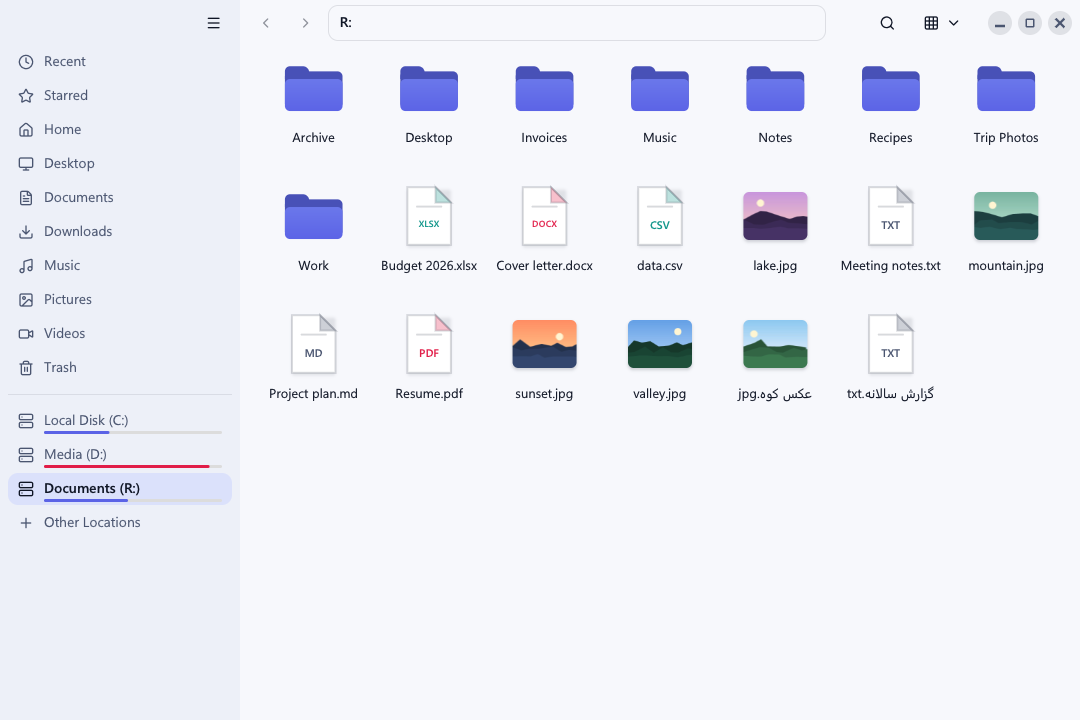 R:
Recent
Starred
Home
Desktop
Documents
Downloads
Music
Pictures
Videos
Trash
Local Disk (C:)
Media (D:)
Documents (R:)
Other Locations
Archive
Desktop
Invoices
Music
Notes
Recipes
Trip Photos
Work
XLSX
Budget 2026.xlsx
DOCX
Cover letter.docx
CSV
data.csv
lake.jpg
TXT
Meeting notes.txt
mountain.jpg
MD
Project plan.md
PDF
Resume.pdf
sunset.jpg
valley.jpg
عکس کوه.jpg
TXT
گزارش سالانه.txt